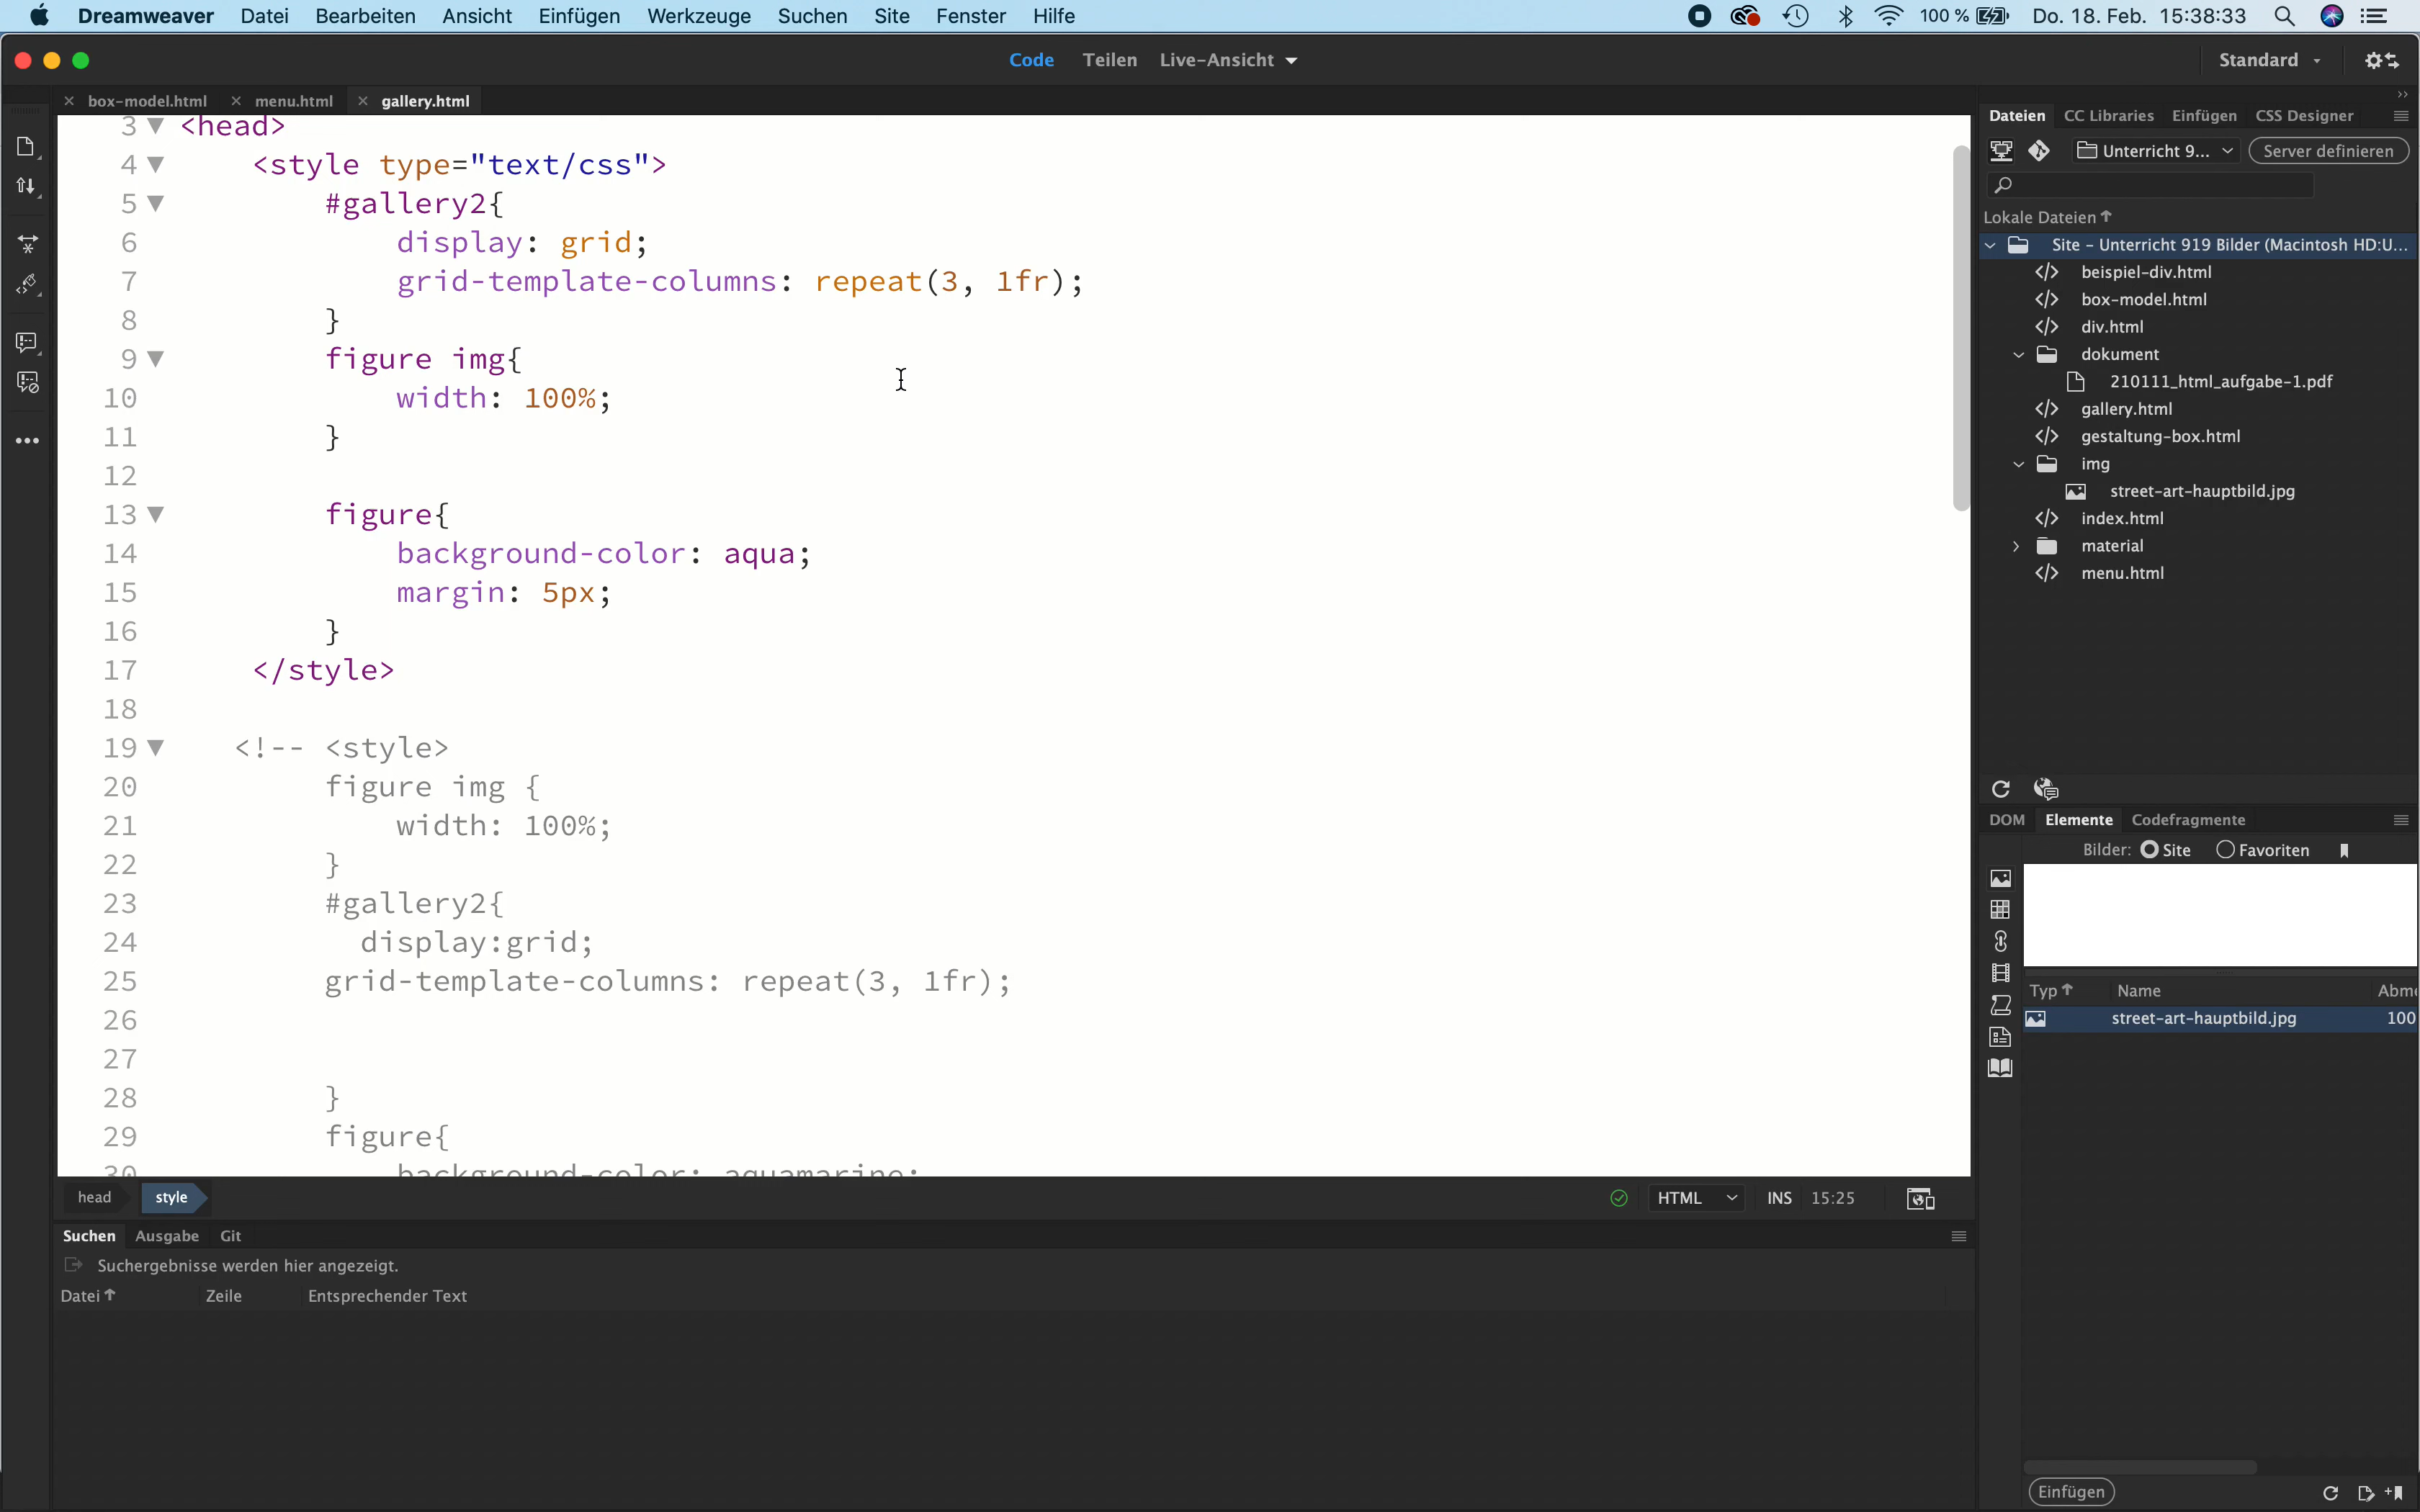 Dreamweaver Datei Bearbeiten Ansicht Einfügen Werkzeuge Suchen Site Fenster Hilfe 100 % Do. 18. Feb. 15:38:33
Code Teilen Live-Ansicht Standard
box-model.html menu.html gallery.html
3 <head>
4 <style type="text/css">
5 #gallery2{
6 display: grid;
7 grid-template-columns: repeat(3, 1fr);
8 }
9 figure img{
10 width: 100%;
11 }
12
13 figure{
14 background-color: aqua;
15 margin: 5px;
16 }
17 </style>
18
19 <!-- <style>
20 figure img {
21 width: 100%;
22 }
23 #gallery2{
24 display:grid;
25 grid-template-columns: repeat(3, 1fr);
26
27
28 }
29 figure{
30 background-color: aquamarine;
head style HTML INS 15:25
Suchen Ausgabe Git
Suchergebnisse werden hier angezeigt.
Datei Zeile Entsprechender Text
Dateien CC Libraries Einfügen CSS Designer
Unterricht 9... Server definieren
Lokale Dateien
Site - Unterricht 919 Bilder (Macintosh HD:U...
beispiel-div.html
box-model.html
div.html
dokument
210111_html_aufgabe-1.pdf
gallery.html
gestaltung-box.html
img
street-art-hauptbild.jpg
index.html
material
menu.html
DOM Elemente Codefragmente
Bilder: Site Favoriten
Typ Name Abme
street-art-hauptbild.jpg 100
Einfügen